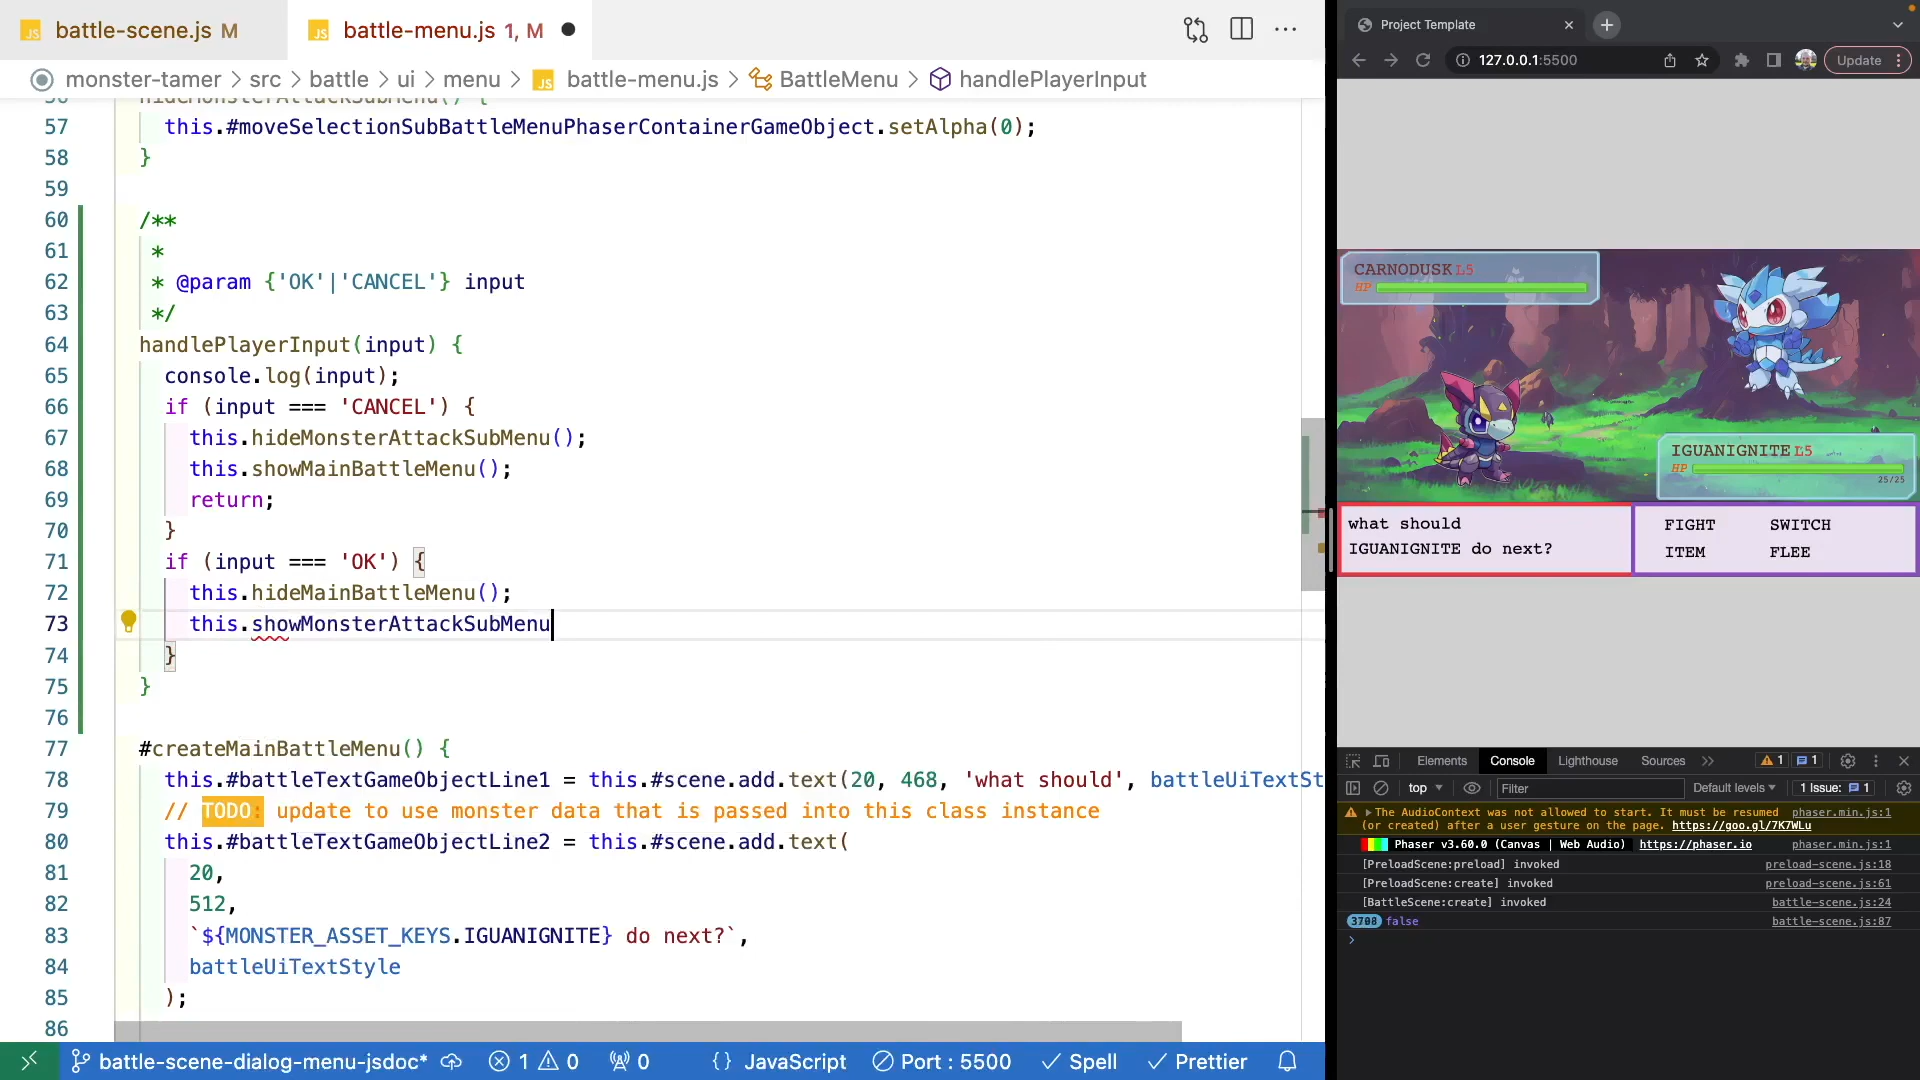 battle-scene.js M
battle-menu.js 1, M
monster-tamer > src > battle > ui > menu > battle-menu.js > BattleMenu > handlePlayerInput
56 hideMonsterAttackSubMenu() {
57 this.#moveSelectionSubBattleMenuPhaserContainerGameObject.setAlpha(0);
58 }
59
60 /**
61 *
62 * @param {'OK'|'CANCEL'} input
63 */
64 handlePlayerInput(input) {
65 console.log(input);
66 if (input === 'CANCEL') {
67 this.hideMonsterAttackSubMenu();
68 this.showMainBattleMenu();
69 return;
70 }
71 if (input === 'OK') {
72 this.hideMainBattleMenu();
73 this.showMonsterAttackSubMenu
74 }
75 }
76
77 #createMainBattleMenu() {
78 this.#battleTextGameObjectLine1 = this.#scene.add.text(20, 468, 'what should', battleUiTextSt
79 // TODO: update to use monster data that is passed into this class instance
80 this.#battleTextGameObjectLine2 = this.#scene.add.text(
81 20,
82 512,
83 `${MONSTER_ASSET_KEYS.IGUANIGNITE} do next?`,
84 battleUiTextStyle
85 );
86
battle-scene-dialog-menu-jsdoc* 1 0 0 {} JavaScript Port : 5500 Spell Prettier
Project Template
127.0.0.1:5500 Update
CARNODUSK L5
HP
IGUANIGNITE L5
HP
25/25
what should
IGUANIGNITE do next?
FIGHT SWITCH
ITEM FLEE
Elements Console Lighthouse Sources >> 1 1
top Filter Default levels 1 Issue: 1
The AudioContext was not allowed to start. It must be resumed phaser.min.js:1
(or created) after a user gesture on the page. https://goo.gl/7K7WLu
Phaser v3.60.0 (Canvas | Web Audio) https://phaser.io phaser.min.js:1
[PreloadScene:preload] invoked preload-scene.js:18
[PreloadScene:create] invoked preload-scene.js:61
[BattleScene:create] invoked battle-scene.js:24
3708 false battle-scene.js:87
>